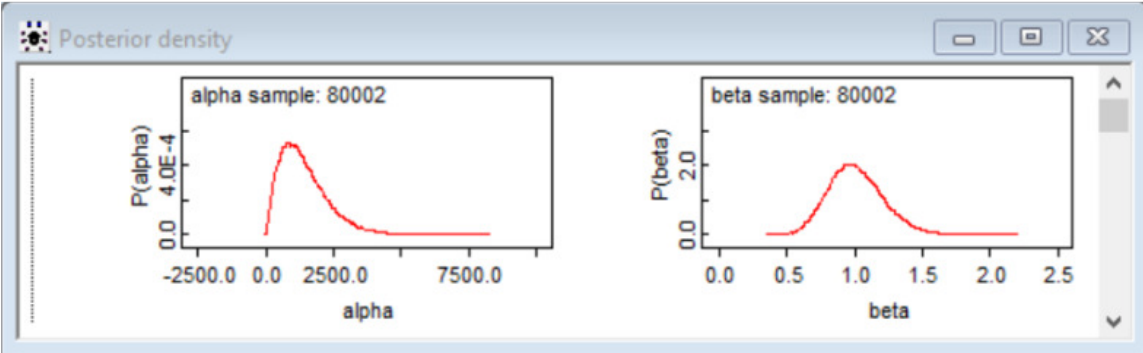 Posterior density
alpha sample: 80002
P(alpha)
4.0E-4
0.0
-2500.0 0.0 2500.0 7500.0
alpha
beta sample: 80002
P(beta)
2.0
0.0
0.0 0.5 1.0 1.5 2.0 2.5
beta